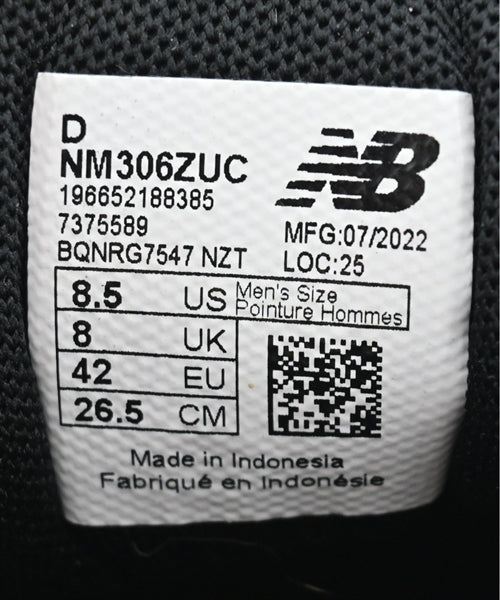 D
NM306ZUC
196652188385
7375589
BQNRG7547 NZT
NB
MFG:07/2022
LOC:25
8.5 US Men's Size
Pointure Hommes
8 UK
42 EU
26.5 CM
Made in Indonesia
Fabriqué en Indonésie